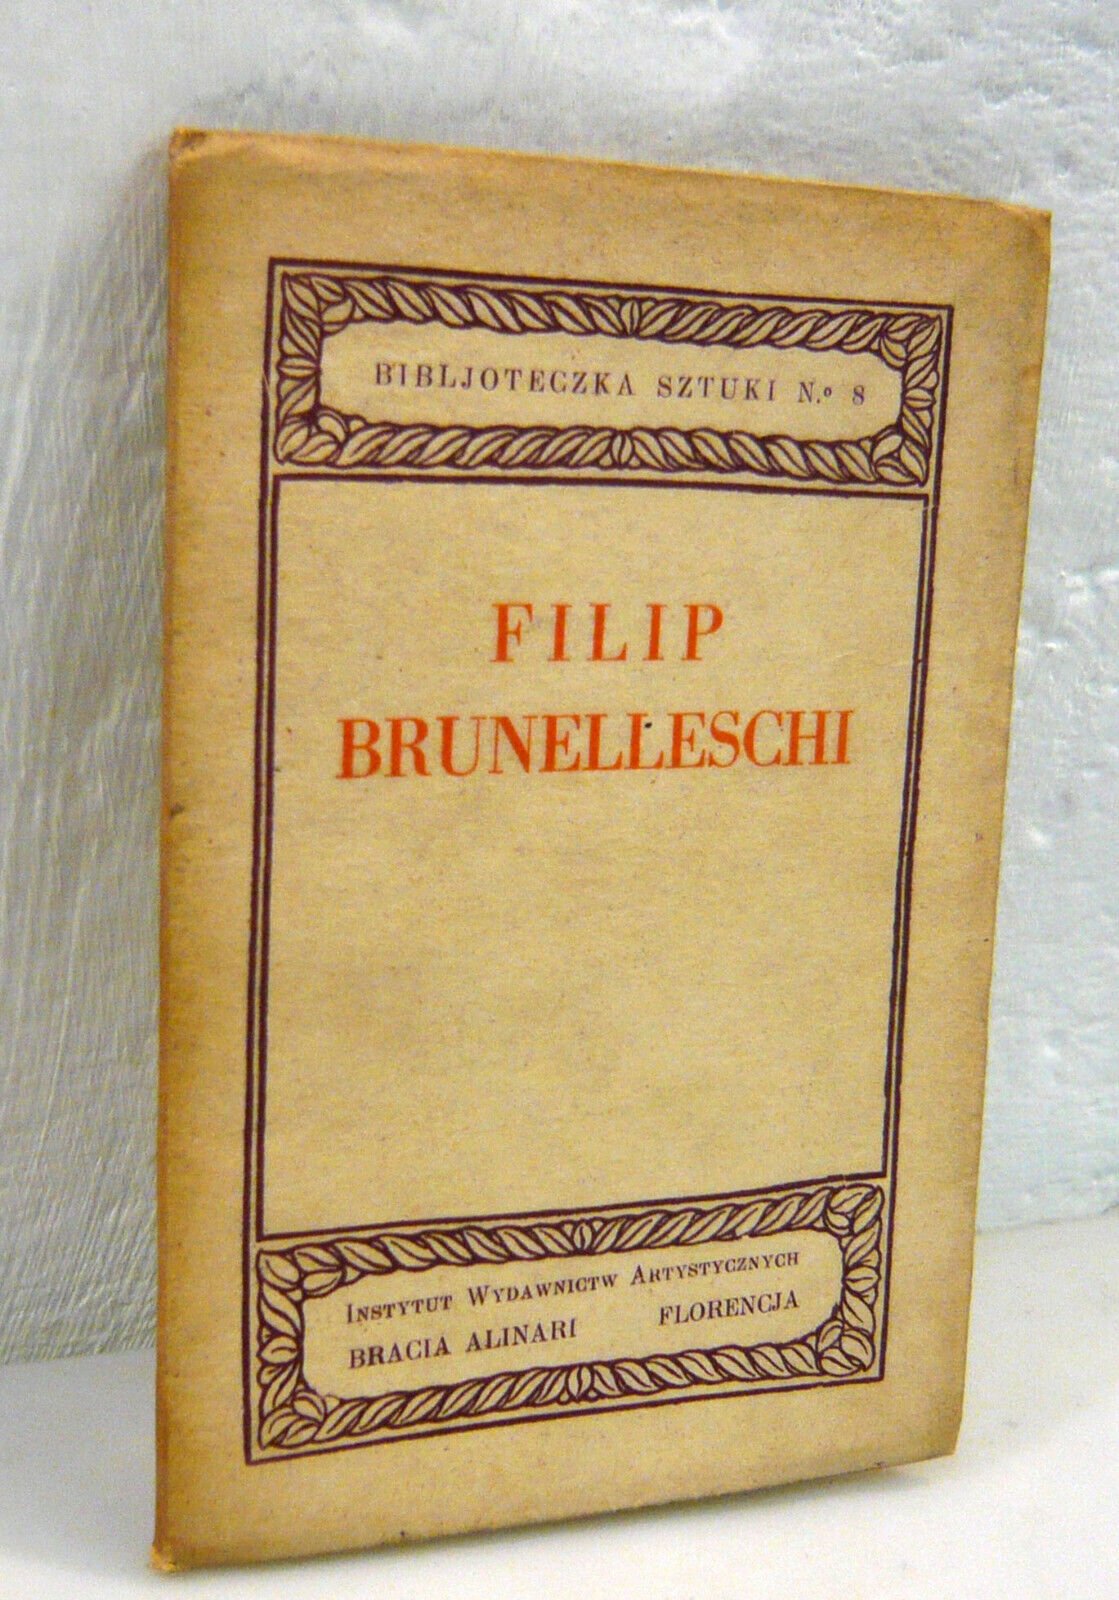 BIBLJOTECZKA SZTUKI N.º 8
FILIP
BRUNELLESCHI
INSTYTUT WYDAWNICTW ARTYSTYCZNYCH
BRACIA ALINARI FLORENCJA